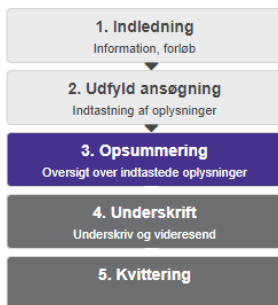 1. Indledning
Information, forløb
2. Udfyld ansøgning
Indtastning af oplysninger
3. Opsummering
Oversigt over indtastede oplysninger
4. Underskrift
Underskriv og videresend
5. Kvittering